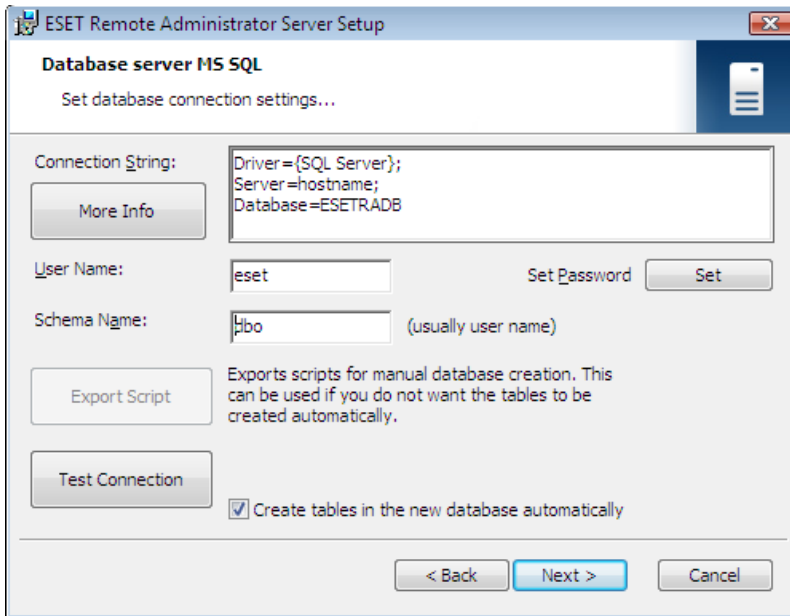 ESET Remote Administrator Server Setup
Database server MS SQL
Set database connection settings...
Connection String:
Driver={SQL Server};
Server=hostname;
Database=ESETRADB
More Info
User Name:
eset
Set Password
Set
Schema Name:
dbo
(usually user name)
Export Script
Exports scripts for manual database creation. This
can be used if you do not want the tables to be
created automatically.
Test Connection
Create tables in the new database automatically
< Back
Next >
Cancel